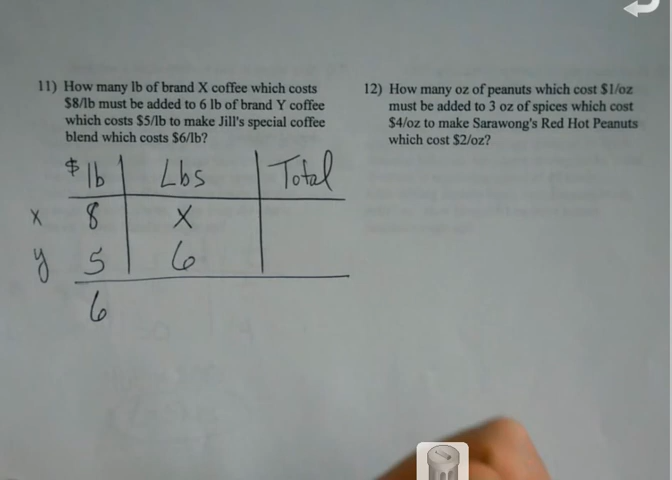 11) How many lb of brand X coffee which costs
$8/lb must be added to 6 lb of brand Y coffee
which costs $5/lb to make Jill's special coffee
blend which costs $6/lb?
12) How many oz of peanuts which cost $1/oz
must be added to 3 oz of spices which cost
$4/oz to make Sarawong's Red Hot Peanuts
which cost $2/oz?
$ lb Lbs Total
x 8 X
y 5 6
6